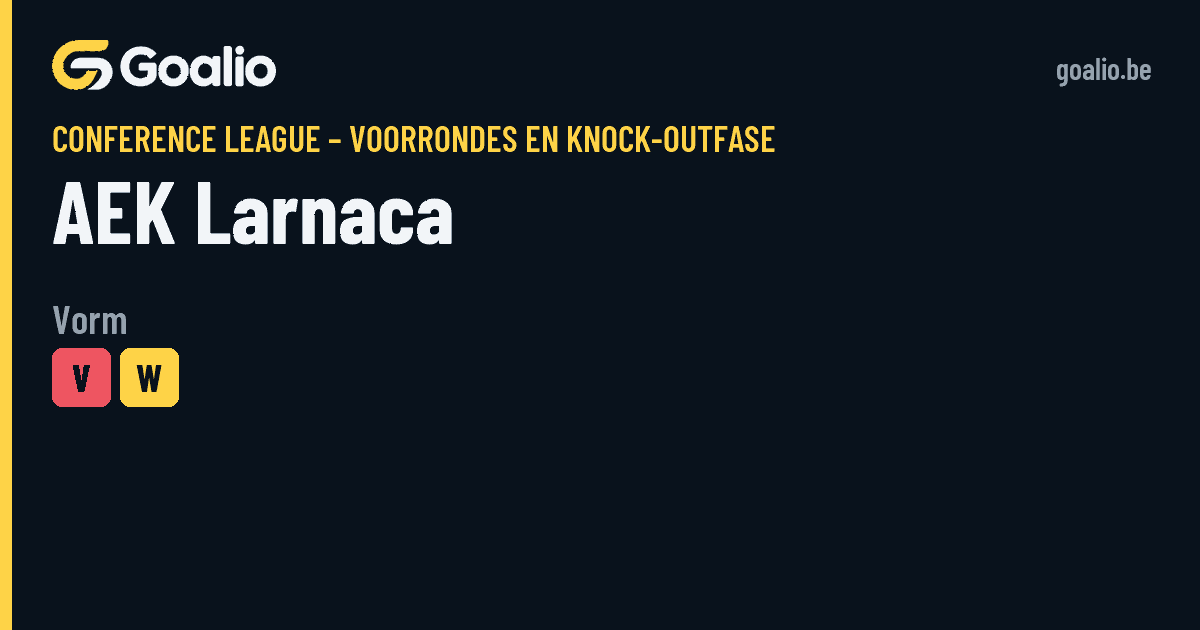 Goalio
goalio.be
CONFERENCE LEAGUE – VOORRONDES EN KNOCK-OUTFASE
AEK Larnaca
Vorm
V W